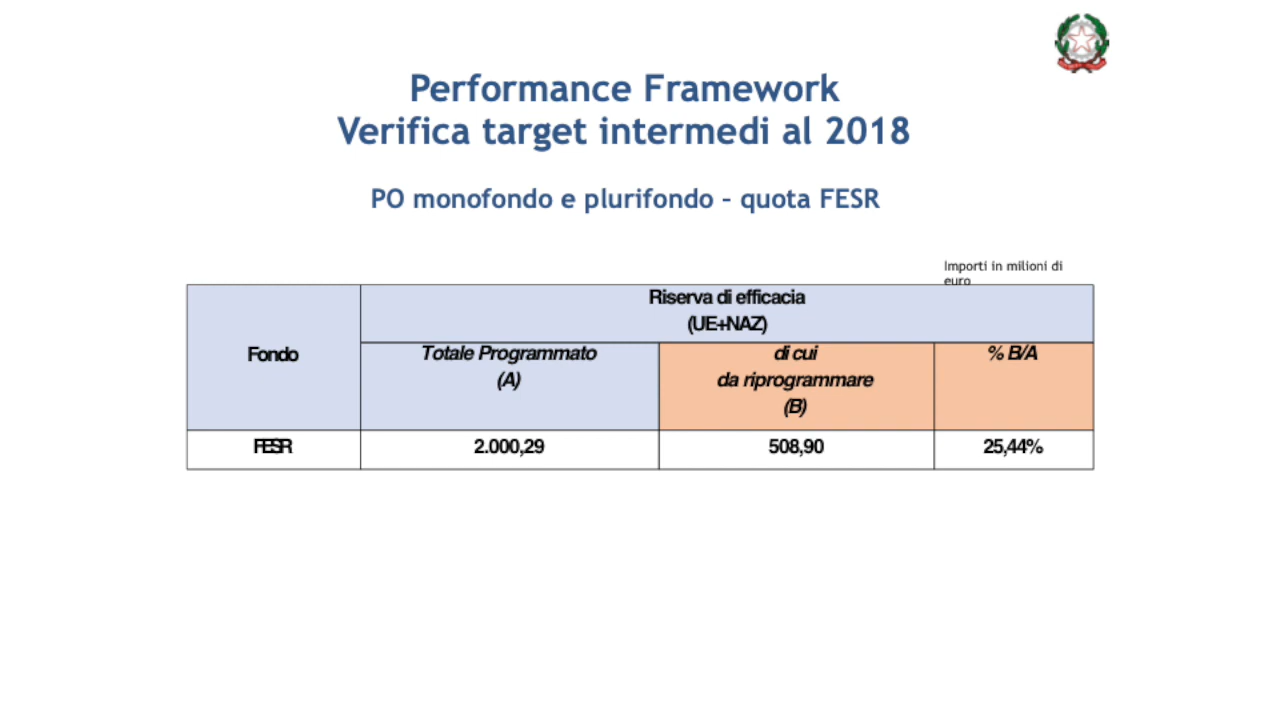 Performance Framework
Verifica target intermedi al 2018
PO monofondo e plurifondo – quota FESR
Importi in milioni di
euro
Fondo
Riserva di efficacia
(UE+NAZ)
Totale Programmato
(A)
di cui
da riprogrammare
(B)
% B/A
FESR
2.000,29
508,90
25,44%